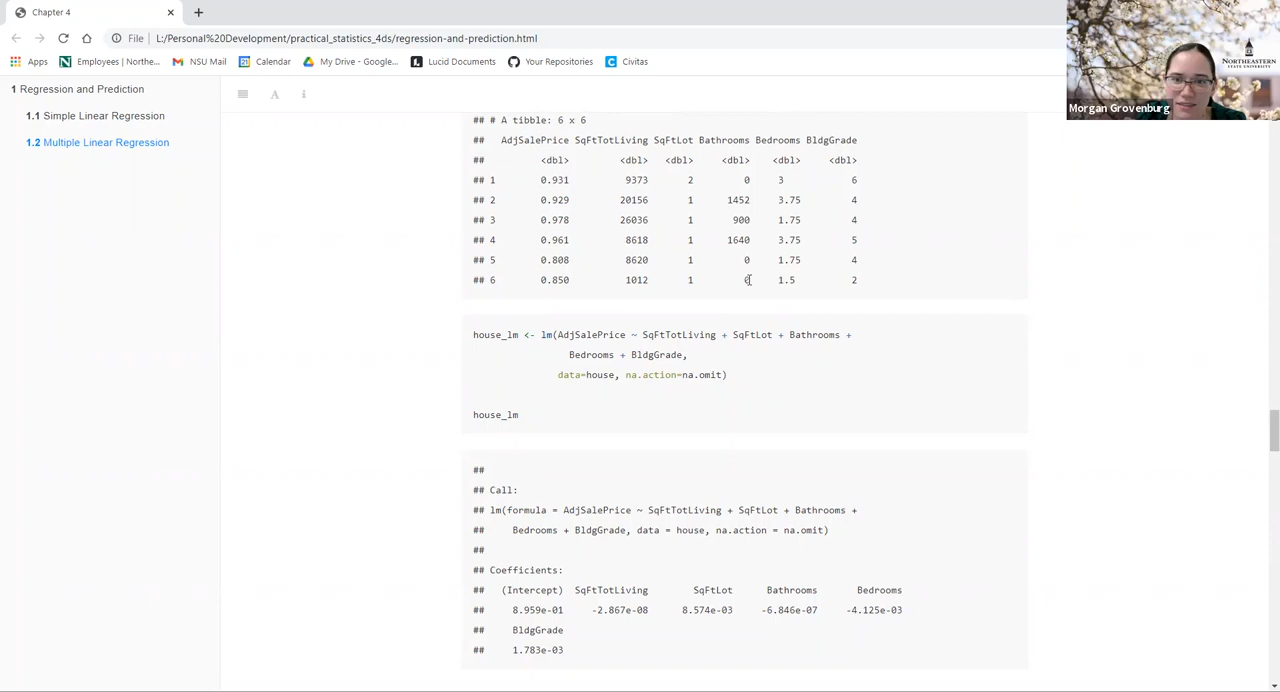 Chapter 4
File | L:/Personal%20Development/practical_statistics_4ds/regression-and-prediction.html
Apps Employees (Northe... NSU Mail Calendar My Drive - Google... Lucid Documents Your Repositories Civitas
NORTHEASTERN
STATE UNIVERSITY
Morgan Grovenburg
1 Regression and Prediction
1.1 Simple Linear Regression
1.2 Multiple Linear Regression
## # A tibble: 6 x 6
## AdjSalePrice SqFtTotLiving SqFtLot Bathrooms Bedrooms BldgGrade
## <dbl> <dbl> <dbl> <dbl> <dbl> <dbl>
## 1 0.931 9373 2 0 3 6
## 2 0.929 20156 1 1452 3.75 4
## 3 0.978 26036 1 900 1.75 4
## 4 0.961 8618 1 1640 3.75 5
## 5 0.808 8620 1 0 1.75 4
## 6 0.850 1012 1 0 1.5 2
house_lm <- lm(AdjSalePrice ~ SqFtTotLiving + SqFtLot + Bathrooms +
Bedrooms + BldgGrade,
data=house, na.action=na.omit)
house_lm
##
## Call:
## lm(formula = AdjSalePrice ~ SqFtTotLiving + SqFtLot + Bathrooms +
## Bedrooms + BldgGrade, data = house, na.action = na.omit)
##
## Coefficients:
## (Intercept) SqFtTotLiving SqFtLot Bathrooms Bedrooms
## 8.959e-01 -2.867e-08 8.574e-03 -6.846e-07 -4.125e-03
## BldgGrade
## 1.783e-03